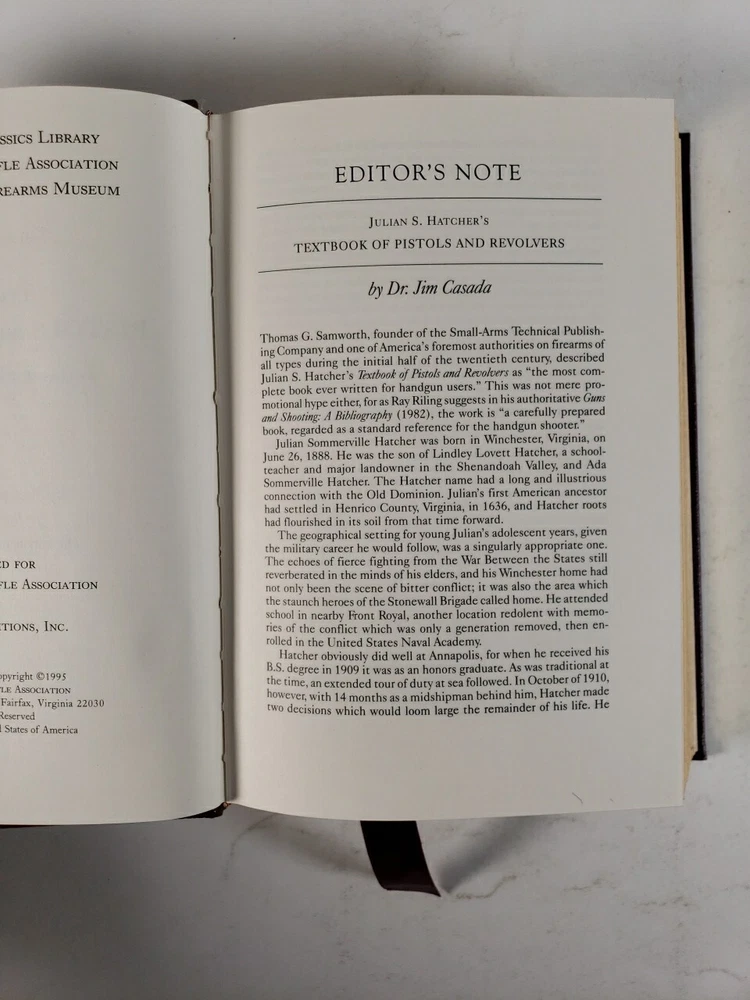 SSICS LIBRARY
FLE ASSOCIATION
REARMS MUSEUM
ED FOR
FLE ASSOCIATION
TIONS, INC.
opyright ©1995
FLE ASSOCIATION
Fairfax, Virginia 22030
Reserved
States of America
EDITOR'S NOTE
JULIAN S. HATCHER'S
TEXTBOOK OF PISTOLS AND REVOLVERS
by Dr. Jim Casada
Thomas G. Samworth, founder of the Small-Arms Technical Publish-
ing Company and one of America's foremost authorities on firearms of
all types during the initial half of the twentieth century, described
Julian S. Hatcher's Textbook of Pistols and Revolvers as "the most com-
plete book ever written for handgun users." This was not mere pro-
motional hype either, for as Ray Riling suggests in his authoritative Guns
and Shooting: A Bibliography (1982), the work is "a carefully prepared
book, regarded as a standard reference for the handgun shooter."
Julian Sommerville Hatcher was born in Winchester, Virginia, on
June 26, 1888. He was the son of Lindley Lovett Hatcher, a school-
teacher and major landowner in the Shenandoah Valley, and Ada
Sommerville Hatcher. The Hatcher name had a long and illustrious
connection with the Old Dominion. Julian's first American ancestor
had settled in Henrico County, Virginia, in 1636, and Hatcher roots
had flourished in its soil from that time forward.
The geographical setting for young Julian's adolescent years, given
the military career he would follow, was a singularly appropriate one.
The echoes of fierce fighting from the War Between the States still
reverberated in the minds of his elders, and his Winchester home had
not only been the scene of bitter conflict; it was also the area which
the staunch heroes of the Stonewall Brigade called home. He attended
school in nearby Front Royal, another location redolent with memo-
ries of the conflict which was only a generation removed, then en-
rolled in the United States Naval Academy.
Hatcher obviously did well at Annapolis, for when he received his
B.S. degree in 1909 it was as an honors graduate. As was traditional at
the time, an extended tour of duty at sea followed. In October of 1910,
however, with 14 months as a midshipman behind him, Hatcher made
two decisions which would loom large the remainder of his life. He